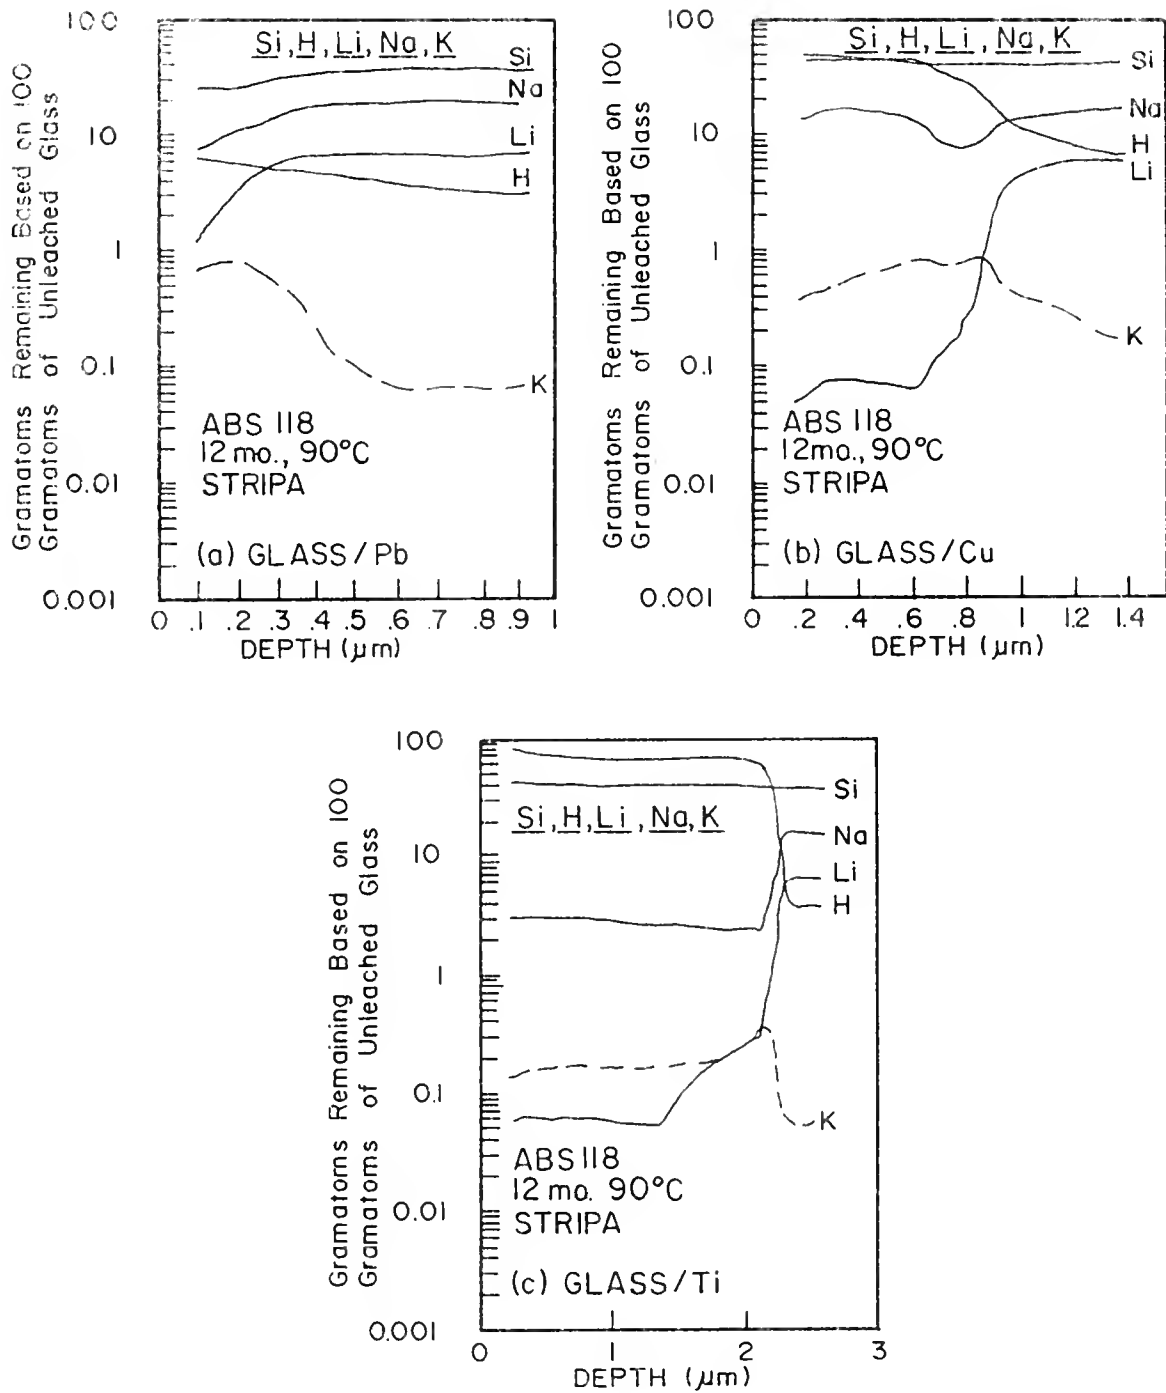 Gramatoms Remaining Based on 100
Gramatoms of Unleached Glass
100
10
1
0.1
0.01
0.001
Si, H, Li, Na, K
Si
Na
Li
H
K
ABS 118
12 mo., 90°C
STRIPA
(a) GLASS/Pb
0 .1 .2 .3 .4 .5 .6 .7 .8 .9 1
DEPTH (μm)
Gramatoms Remaining Based on 100
Gramatoms of Unleached Glass
100
10
1
0.1
0.01
0.001
Si, H, Li, Na, K
Si
Na
H
Li
K
ABS 118
12mo., 90°C
STRIPA
(b) GLASS/Cu
0 .2 .4 .6 .8 1 1.2 1.4
DEPTH (μm)
Gramatoms Remaining Based on 100
Gramatoms of Unleached Glass
100
10
1
0.1
0.01
0.001
Si, H, Li, Na, K
Si
Na
Li
H
K
ABS 118
12 mo. 90°C
STRIPA
(c) GLASS/Ti
0 1 2 3
DEPTH (μm)